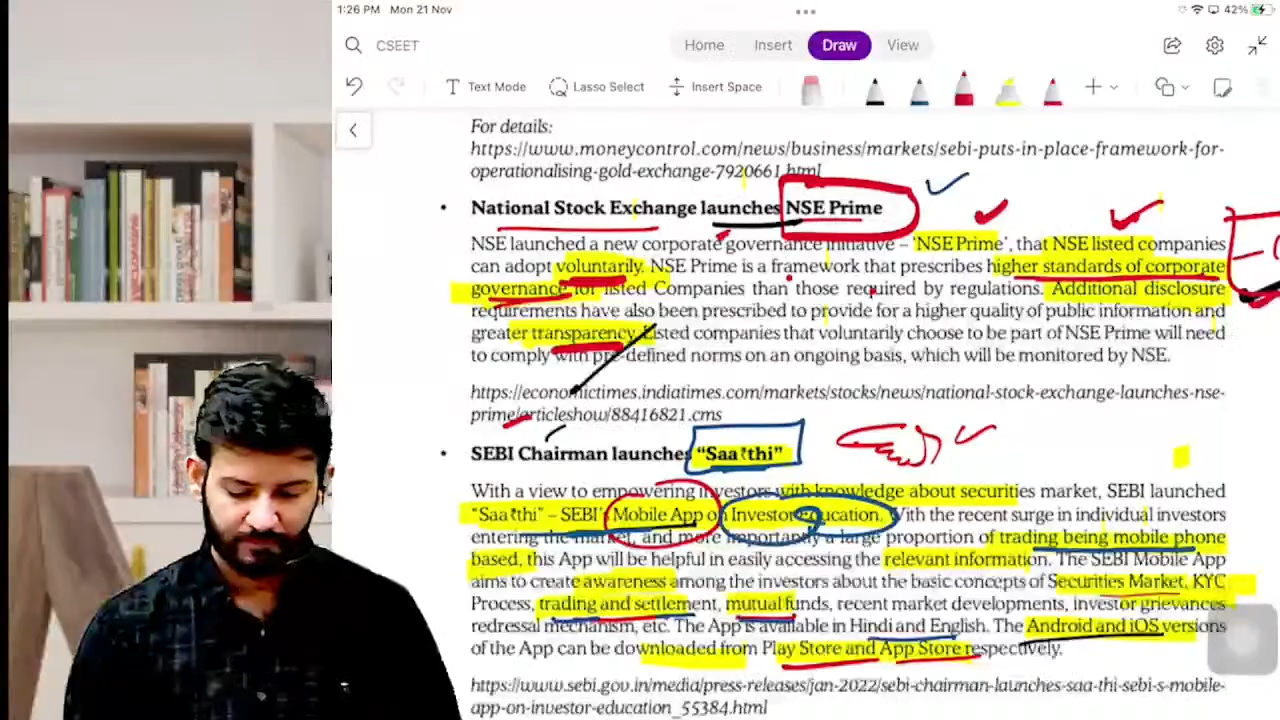 1:26 PM Mon 21 Nov
42%
CSEET
Home Insert Draw View
Text Mode Lasso Select Insert Space
For details:
https://www.moneycontrol.com/news/business/markets/sebi-puts-in-place-framework-for-
operationalising-gold-exchange-7920661.html
• National Stock Exchange launches NSE Prime
NSE launched a new corporate governance initiative – ‘NSE Prime’, that NSE listed companies
can adopt voluntarily. NSE Prime is a framework that prescribes higher standards of corporate
governance for listed Companies than those required by regulations. Additional disclosure
requirements have also been prescribed to provide for a higher quality of public information and
greater transparency. Listed companies that voluntarily choose to be part of NSE Prime will need
to comply with pre-defined norms on an ongoing basis, which will be monitored by NSE.
https://economictimes.indiatimes.com/markets/stocks/news/national-stock-exchange-launches-nse-
prime/articleshow/88416821.cms
• SEBI Chairman launches “Saa₹thi”
With a view to empowering investors with knowledge about securities market, SEBI launched
“Saa₹thi” – SEBI’s Mobile App on Investor Education. With the recent surge in individual investors
entering the market, and more importantly a large proportion of trading being mobile phone
based, this App will be helpful in easily accessing the relevant information. The SEBI Mobile App
aims to create awareness among the investors about the basic concepts of Securities Market, KYC
Process, trading and settlement, mutual funds, recent market developments, investor grievances
redressal mechanism, etc. The App is available in Hindi and English. The Android and iOS versions
of the App can be downloaded from Play Store and App Store respectively.
https://www.sebi.gov.in/media/press-releases/jan-2022/sebi-chairman-launches-saa-thi-sebi-s-mobile-
app-on-investor-education_55384.html